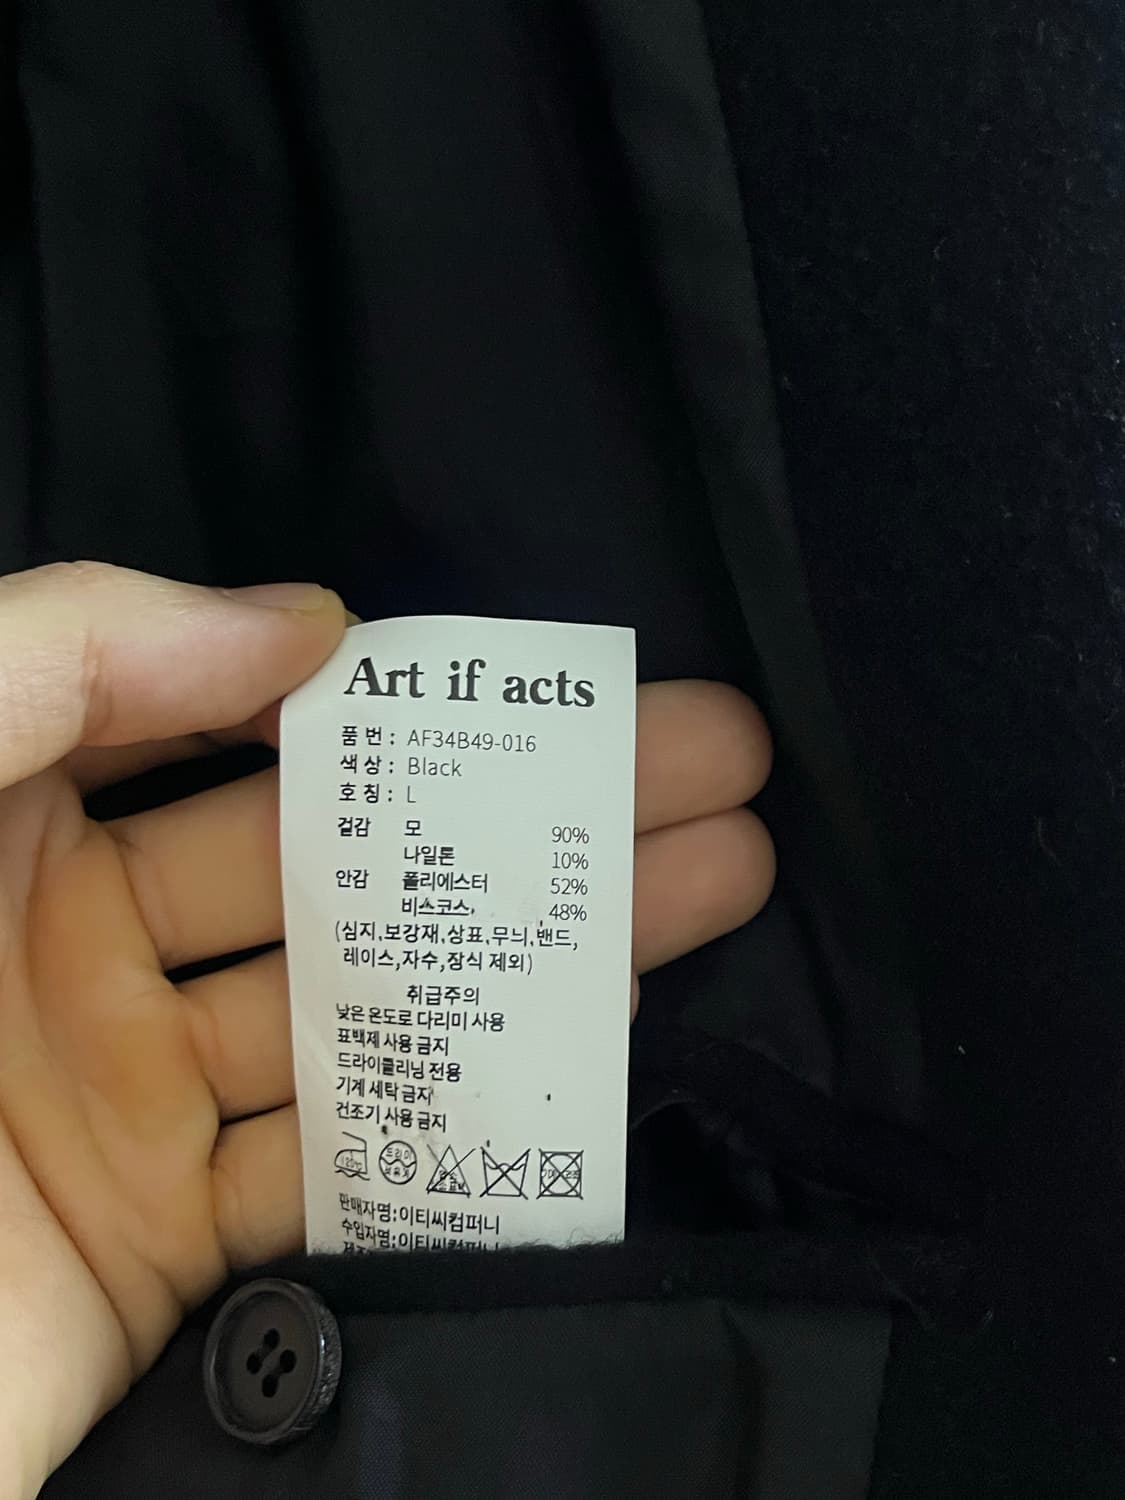 Art if acts
품 번 : AF34B49-016
색 상 : Black
호 칭 : L
겉감 모 90%
나일론 10%
안감 폴리에스터 52%
비스코스, 48%
(심지,보강재,상표,무늬,밴드,
레이스,자수,장식 제외)
취급주의
낮은 온도로 다리미 사용
표백제 사용 금지
드라이클리닝 전용
기계 세탁 금지
건조기 사용 금지
120℃ 드라이
판매자명:이티씨컴퍼니
수입자명:이티씨컴퍼니